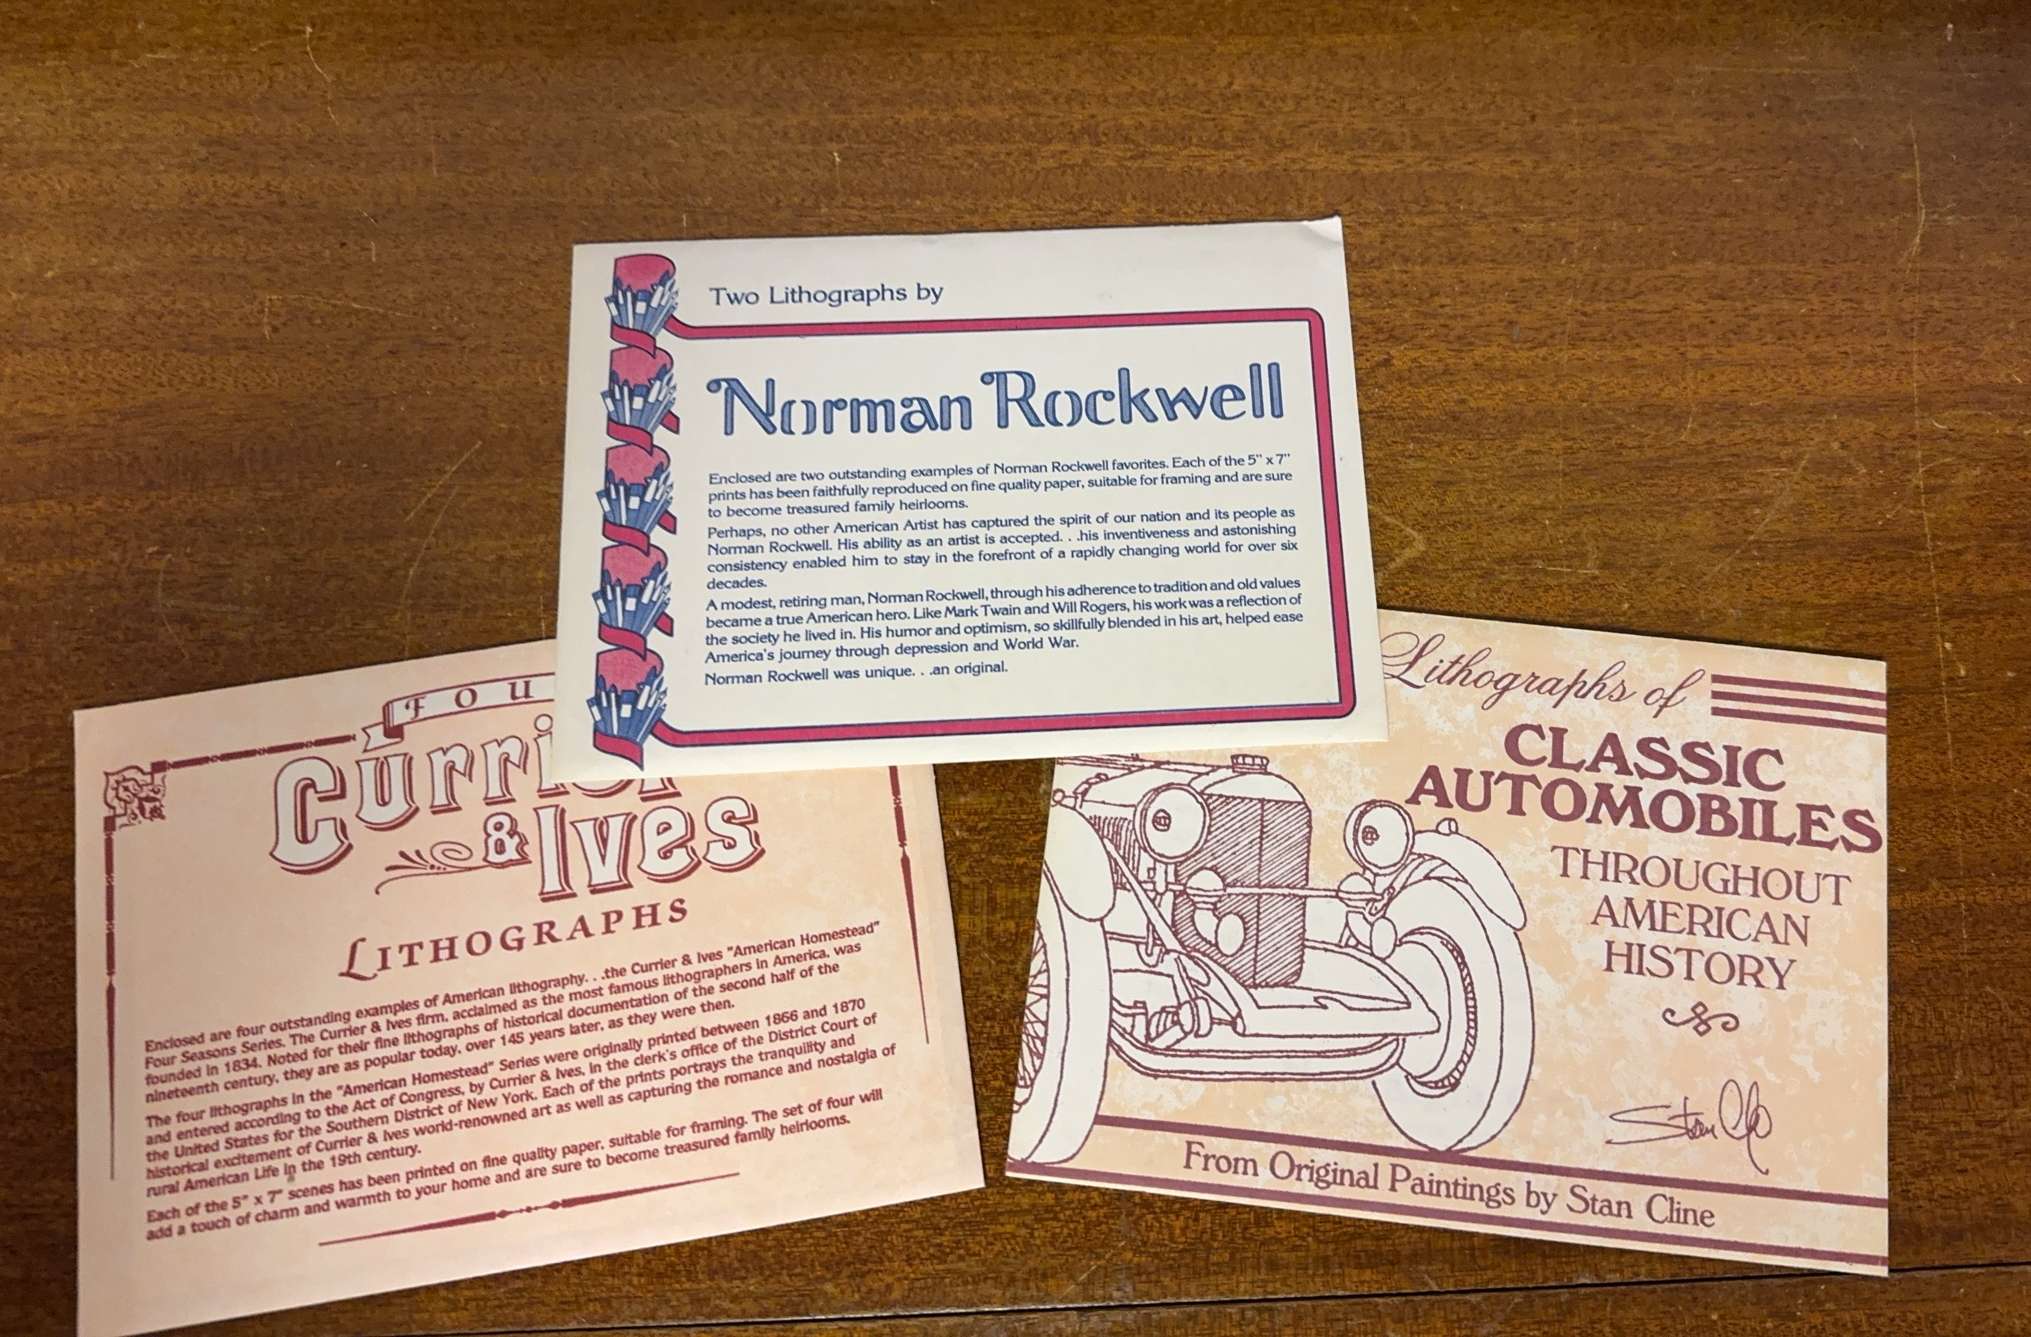 Two Lithographs by
Norman Rockwell
Enclosed are two outstanding examples of Norman Rockwell favorites. Each of the 5" x 7"
prints has been faithfully reproduced on fine quality paper, suitable for framing and are sure
to become treasured family heirlooms.
Perhaps, no other American Artist has captured the spirit of our nation and its people as
Norman Rockwell. His ability as an artist is accepted. . .his inventiveness and astonishing
consistency enabled him to stay in the forefront of a rapidly changing world for over six
decades.
A modest, retiring man, Norman Rockwell, through his adherence to tradition and old values
became a true American hero. Like Mark Twain and Will Rogers, his work was a reflection of
the society he lived in. His humor and optimism, so skillfully blended in his art, helped ease
America's journey through depression and World War.
Norman Rockwell was unique. . .an original.
FOU
Currier
& Ives
LITHOGRAPHS
Enclosed are four outstanding examples of American lithography. . .the Currier & Ives "American Homestead"
Four Seasons Series. The Currier & Ives firm, acclaimed as the most famous lithographers in America, was
founded in 1834. Noted for their fine lithographs of historical documentation of the second half of the
nineteenth century, they are as popular today, over 145 years later, as they were then.
The four lithographs in the "American Homestead" Series were originally printed between 1866 and 1870
and entered according to the Act of Congress, by Currier & Ives, in the clerk's office of the District Court of
the United States for the Southern District of New York. Each of the prints portrays the tranquility and
historical excitement of Currier & Ives world-renowned art as well as capturing the romance and nostalgia of
rural American Life in the 19th century.
Each of the 5" x 7" scenes has been printed on fine quality paper, suitable for framing. The set of four will
add a touch of charm and warmth to your home and are sure to become treasured family heirlooms.
Lithographs of
CLASSIC
AUTOMOBILES
THROUGHOUT
AMERICAN
HISTORY
Stan Cline
From Original Paintings by Stan Cline